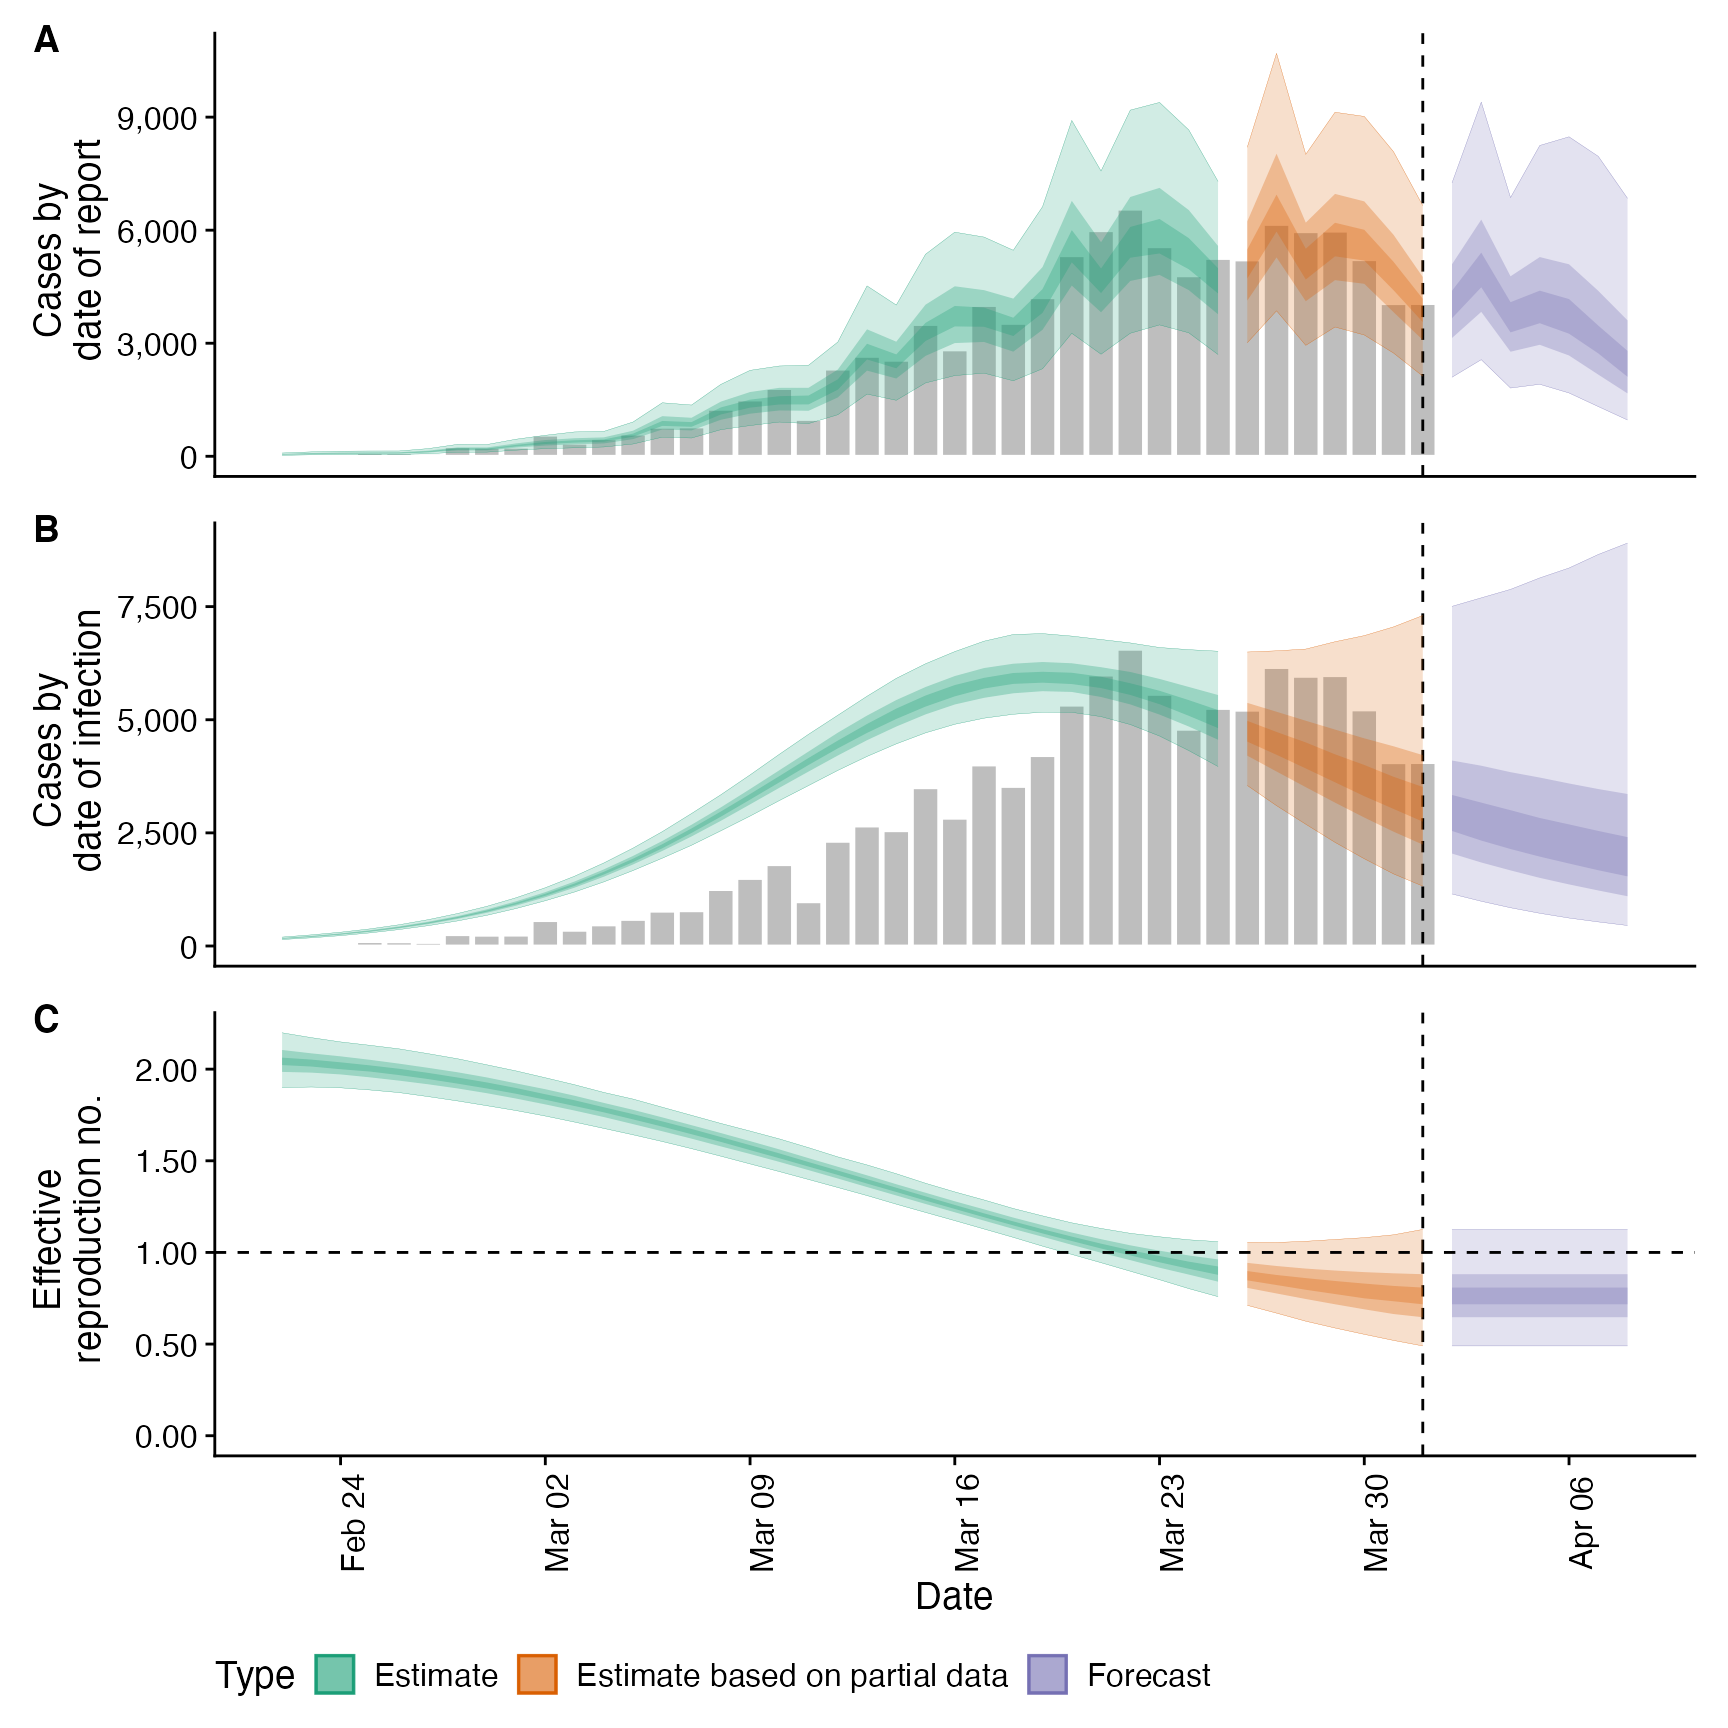 A
9,000
6,000
3,000
0
Cases by
date of report
B
7,500
5,000
2,500
0
Cases by
date of infection
C
2.00
1.50
1.00
0.50
0.00
Effective
reproduction no.
Feb 24
Mar 02
Mar 09
Mar 16
Mar 23
Mar 30
Apr 06
Date
Type Estimate Estimate based on partial data Forecast